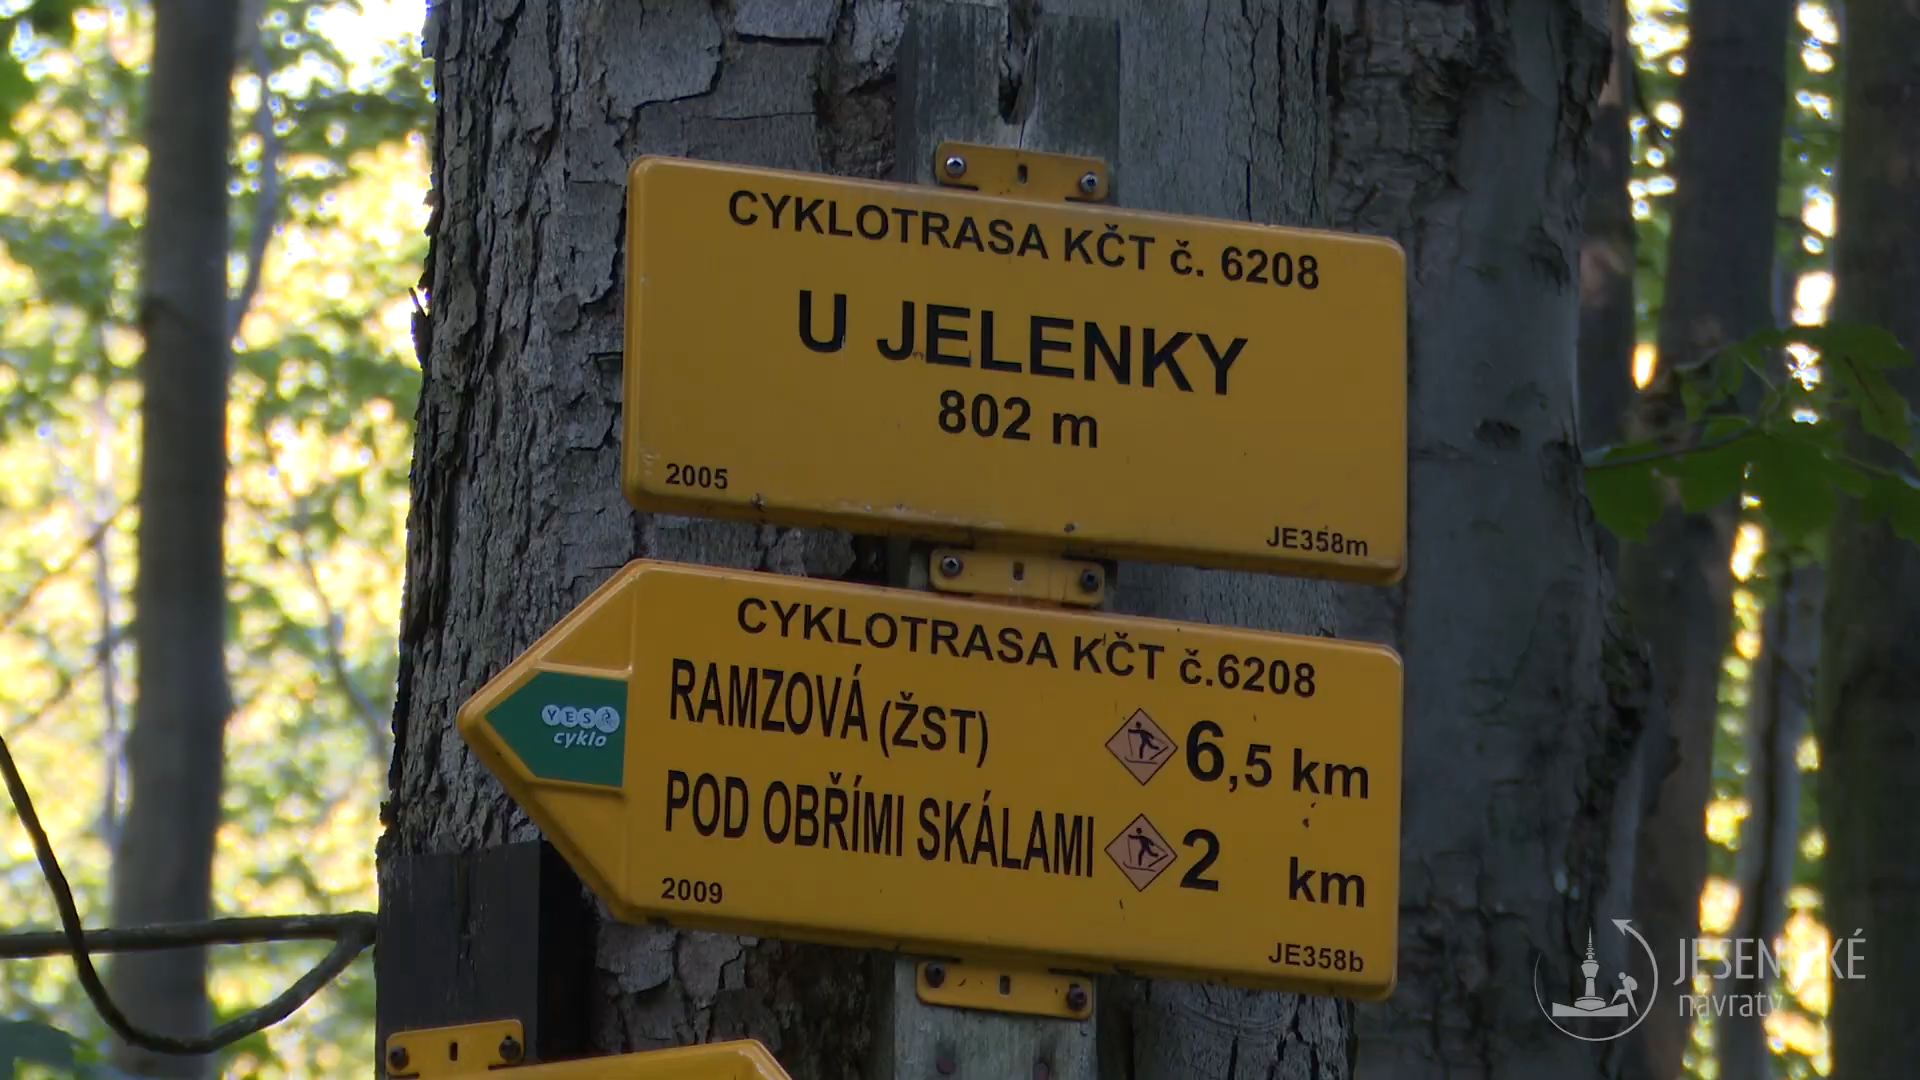 CYKLOTRASA KČT č. 6208
U JELENKY
802 m
2005
JE358m
CYKLOTRASA KČT č.6208
YES
cyklo
RAMZOVÁ (ŽST) 6,5 km
POD OBŘÍMI SKÁLAMI 2 km
2009
JE358b
JESENICKÉ
návraty